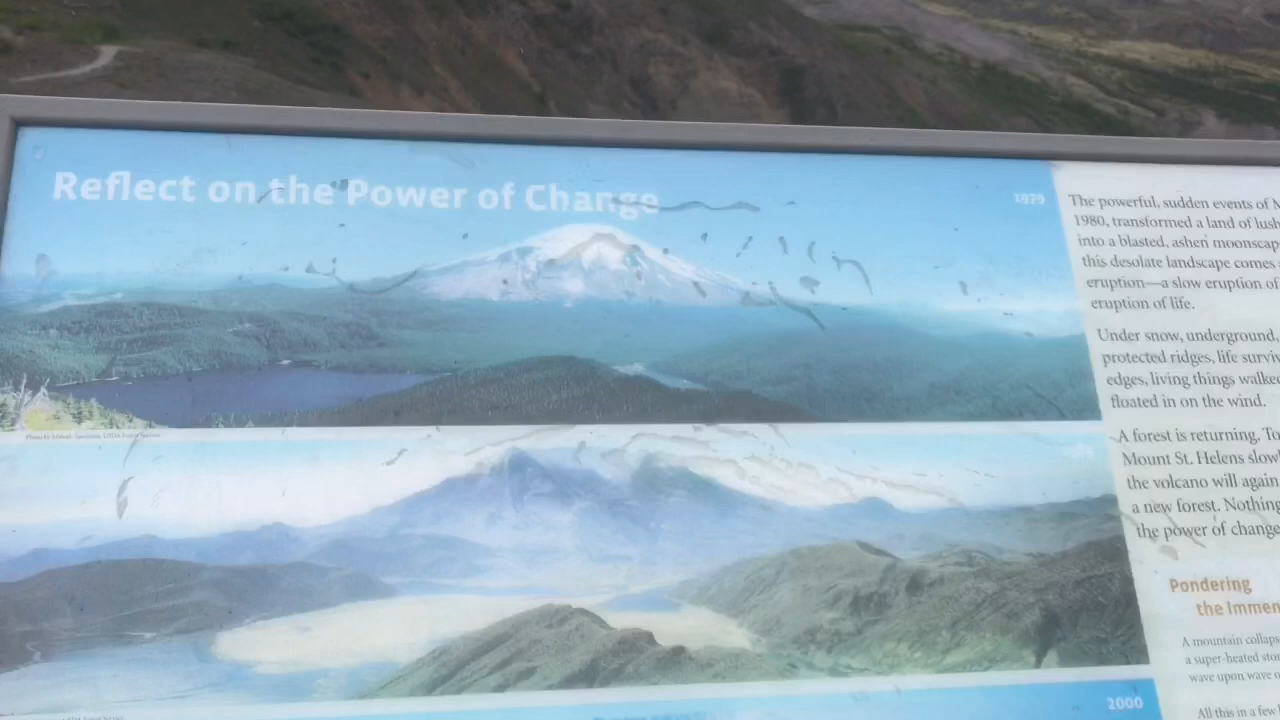 Reflect on the Power of Change
1979
The powerful, sudden events of
1980, transformed a land of lush
into a blasted, ashen moonscap
this desolate landscape comes
eruption—a slow eruption of
eruption of life.
Under snow, underground,
protected ridges, life surviv
edges, living things walke
floated in on the wind.
A forest is returning. To
Mount St. Helens slowl
the volcano will again
a new forest. Nothing
the power of change
Pondering
the Immen
A mountain collaps
a super-heated sto
wave upon wave o
All this in a few
2000